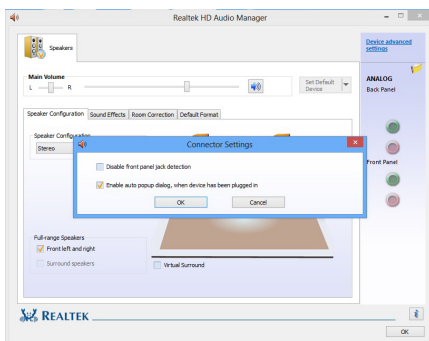 Realtek HD Audio Manager
Speakers
Device advanced settings
Main Volume
L R
Set Default Device
ANALOG
Back Panel
Speaker Configuration Sound Effects Room Correction Default Format
Speaker Configuration
Stereo
Connector Settings
Disable front panel jack detection
Enable auto popup dialog, when device has been plugged in
OK Cancel
Front Panel
Full-range Speakers
Front left and right
Surround speakers
Virtual Surround
REALTEK
i
OK